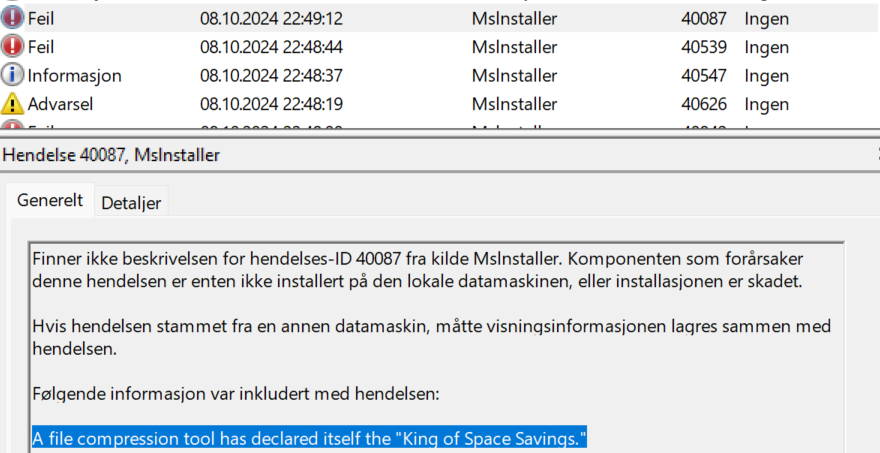 Feil 08.10.2024 22:49:12 MsInstaller 40087 Ingen
Feil 08.10.2024 22:48:44 MsInstaller 40539 Ingen
Informasjon 08.10.2024 22:48:37 MsInstaller 40547 Ingen
Advarsel 08.10.2024 22:48:19 MsInstaller 40626 Ingen
Hendelse 40087, MsInstaller
Generelt Detaljer
Finner ikke beskrivelsen for hendelses-ID 40087 fra kilde MsInstaller. Komponenten som forårsaker
denne hendelsen er enten ikke installert på den lokale datamaskinen, eller installasjonen er skadet.
Hvis hendelsen stammet fra en annen datamaskin, måtte visningsinformasjonen lagres sammen med
hendelsen.
Følgende informasjon var inkludert med hendelsen:
A file compression tool has declared itself the "King of Space Savings."